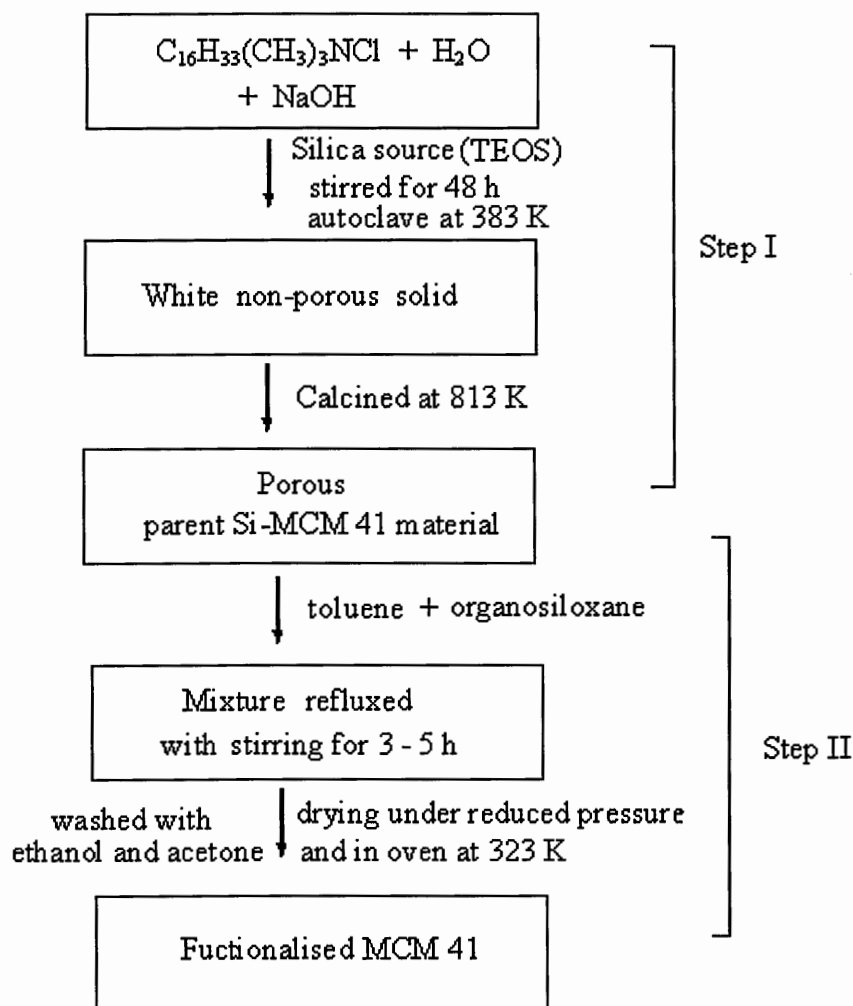 C₁₆H₃₃(CH₃)₃NCl + H₂O
+ NaOH
Silica source (TEOS)
stirred for 48 h
autoclave at 383 K
Step I
White non-porous solid
Calcined at 813 K
Porous
parent Si-MCM 41 material
toluene + organosiloxane
Mixture refluxed
with stirring for 3 - 5 h
Step II
washed with
ethanol and acetone
drying under reduced pressure
and in oven at 323 K
Fuctionalised MCM 41